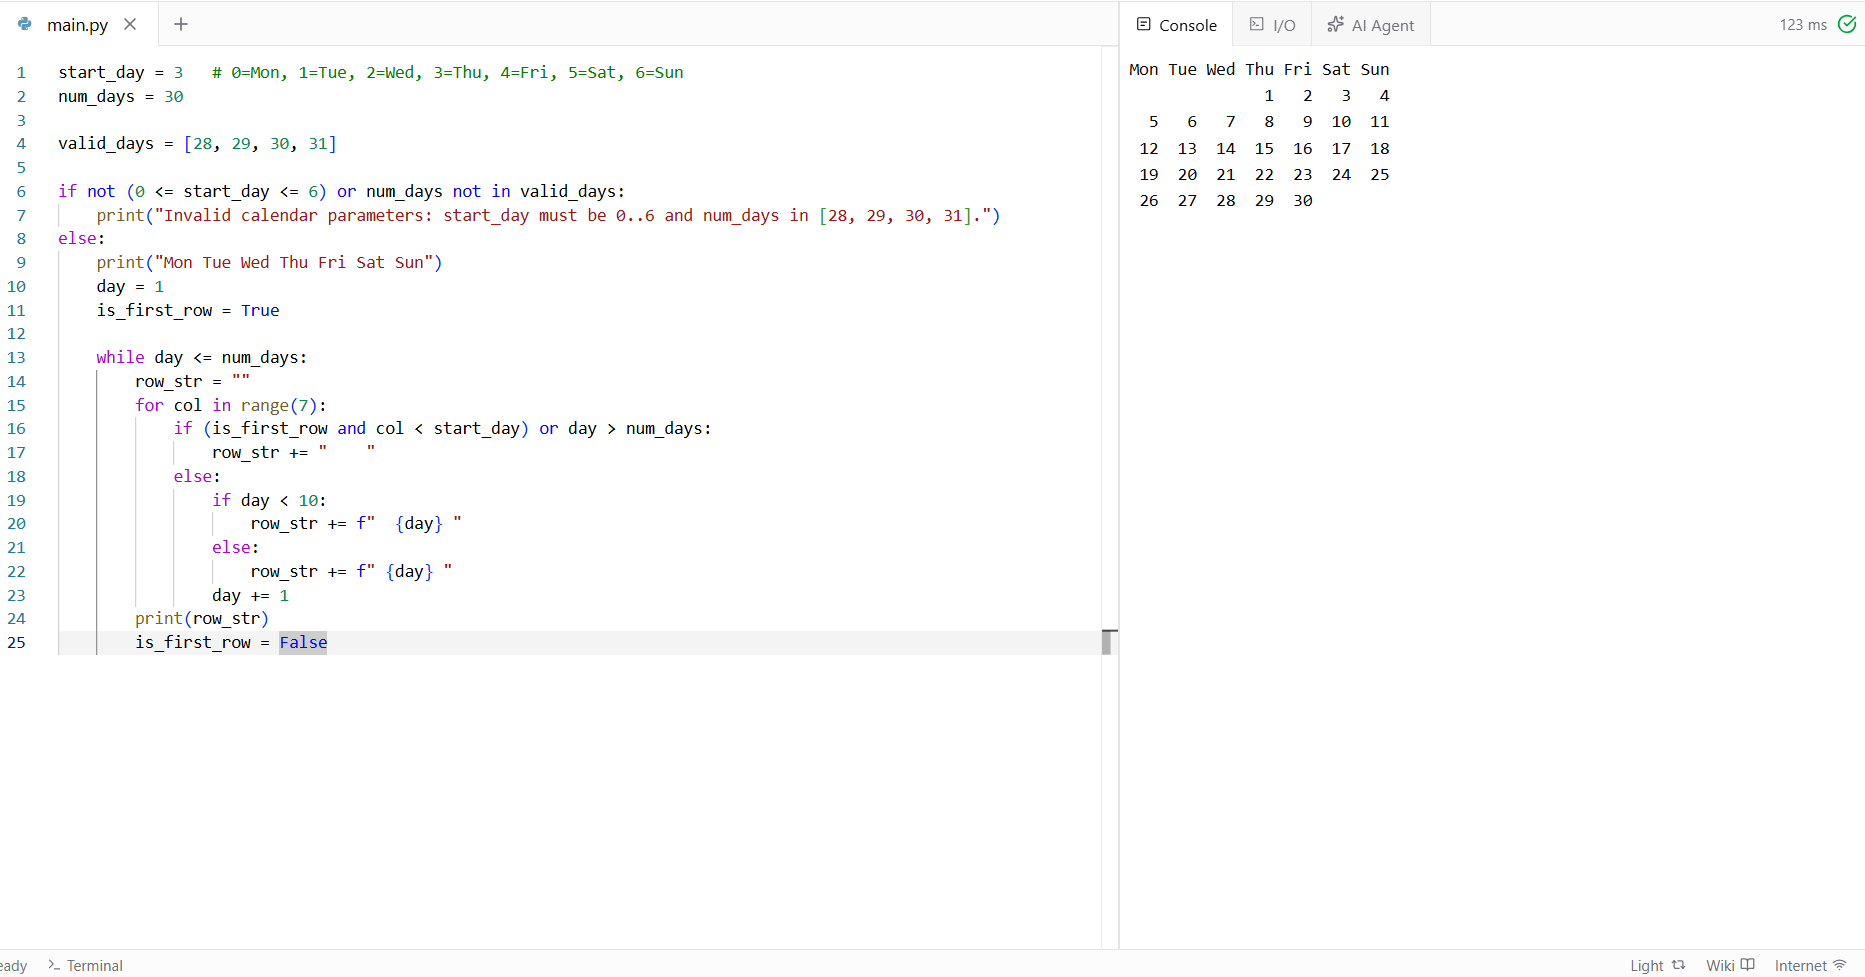 main.py
1 start_day = 3   # 0=Mon, 1=Tue, 2=Wed, 3=Thu, 4=Fri, 5=Sat, 6=Sun
2 num_days = 30
3
4 valid_days = [28, 29, 30, 31]
5
6 if not (0 <= start_day <= 6) or num_days not in valid_days:
7     print("Invalid calendar parameters: start_day must be 0..6 and num_days in [28, 29, 30, 31].")
8 else:
9     print("Mon Tue Wed Thu Fri Sat Sun")
10     day = 1
11     is_first_row = True
12
13     while day <= num_days:
14         row_str = ""
15         for col in range(7):
16             if (is_first_row and col < start_day) or day > num_days:
17                 row_str += "    "
18             else:
19                 if day < 10:
20                     row_str += f"  {day} "
21                 else:
22                     row_str += f" {day} "
23                 day += 1
24         print(row_str)
25         is_first_row = False
Console I/O AI Agent 123 ms
Mon Tue Wed Thu Fri Sat Sun
              1   2   3   4
  5   6   7   8   9  10  11
 12  13  14  15  16  17  18
 19  20  21  22  23  24  25
 26  27  28  29  30
eady Terminal Light Wiki Internet